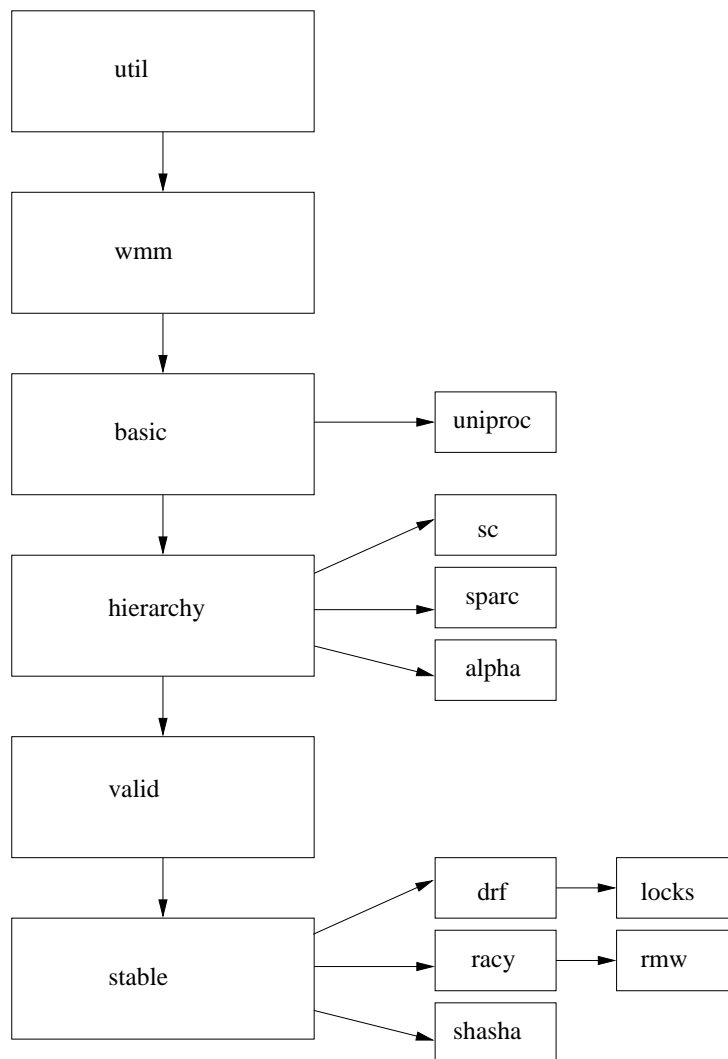 util
wmm
basic
uniproc
sc
hierarchy
sparc
alpha
valid
drf
locks
stable
racy
rmw
shasha